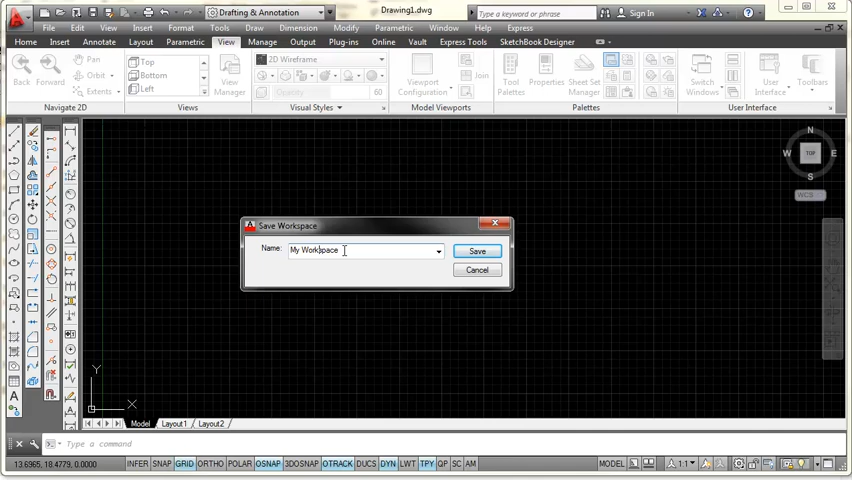 Drafting & Annotation
Drawing1.dwg
Type a keyword or phrase
Sign In
File
Edit
View
Insert
Format
Tools
Draw
Dimension
Modify
Parametric
Window
Help
Express
Home
Insert
Annotate
Layout
Parametric
View
Manage
Output
Plug-ins
Online
Express Tools
SketchBook Designer
Back
Forward
Pan
Orbit
Extents
Navigate 2D
Top
Bottom
Left
View
Manager
Views
2D Wireframe
Opacity
60
Visual Styles
Viewport
Configuration
Join
Model Viewports
Tool
Palettes
Properties
Sheet Set
Manager
Palettes
Switch
Windows
User
Interface
Toolbars
User Interface
N
W
TOP
E
S
WCS
Save Workspace
Name:
My Workspace
Save
Cancel
Y
X
Model
Layout1
Layout2
Type a command
13.6965, 18.4779, 0.0000
INFER
SNAP
GRID
ORTHO
POLAR
OSNAP
3DOSNAP
OTRACK
DUCS
DYN
LWT
TPY
QP
SC
AM
MODEL
1:1